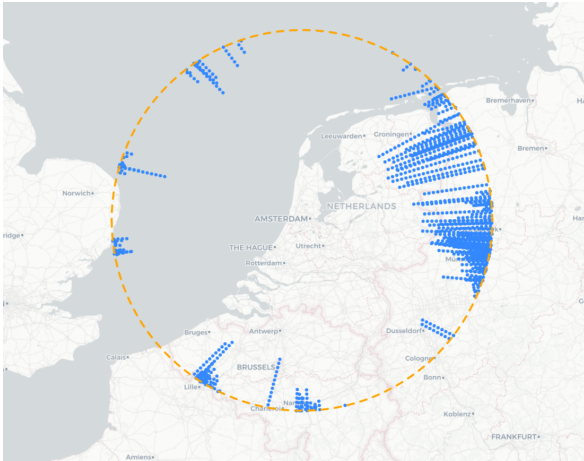 Bremerhaven
Leeuwarden
Groningen
Bremen
Norwich
NETHERLANDS
AMSTERDAM
THE HAGUE
Utrecht
Rotterdam
Bruges
Antwerp
Dusseldorf
Calais
Cologne
BRUSSELS
Bonn
Lille
Charleroi
Koblenz
FRANKFURT
Amiens